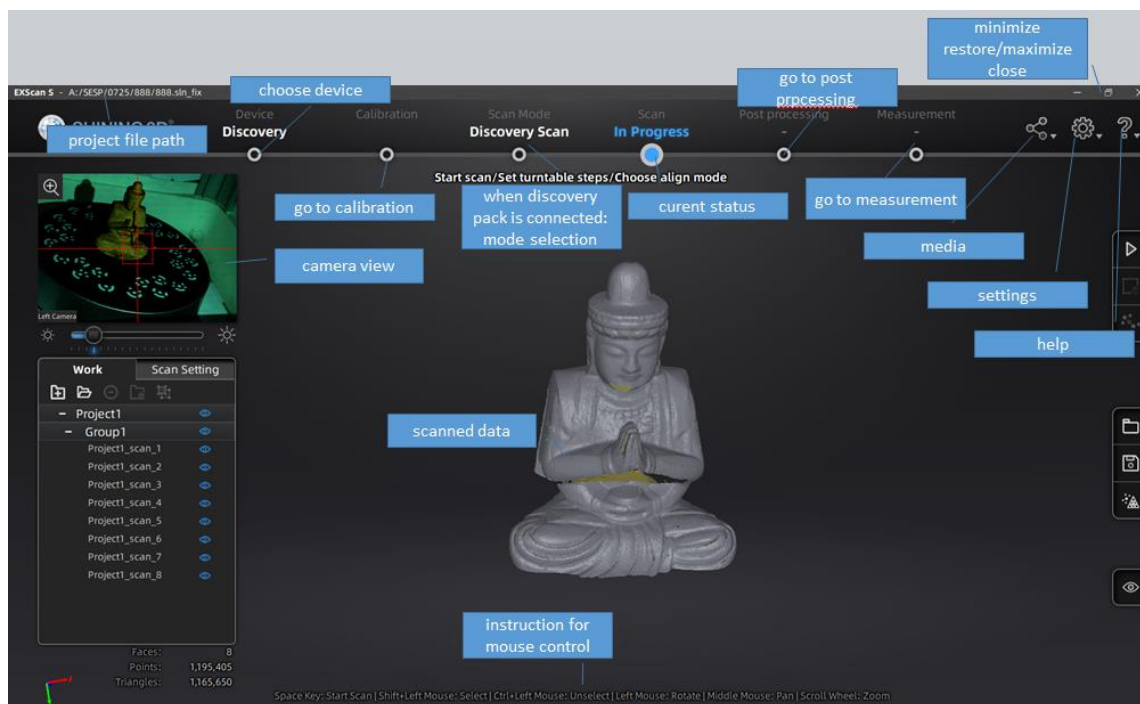 minimize
restore/maximize
close
EXScan S - A:/SESP/0725/888/888.sln_fix
choose device
go to post
prpcessing
Device
Calibration
Scan Mode
Scan
Post processing
Measurement
Discovery
Discovery Scan
In Progress
-
-
project file path
Start scan/Set turntable steps/Choose align mode
go to calibration
when discovery
pack is connected:
mode selection
curent status
go to measurement
media
camera view
settings
Left Camera
help
Work
Scan Setting
Project1
Group1
Project1_scan_1
Project1_scan_2
Project1_scan_3
Project1_scan_4
Project1_scan_5
Project1_scan_6
Project1_scan_7
Project1_scan_8
scanned data
instruction for
mouse control
Faces: 8
Points: 1,195,405
Triangles: 1,165,650
Space Key: Start Scan | Shift+Left Mouse: Select | Ctrl+Left Mouse: Unselect | Left Mouse: Rotate | Middle Mouse: Pan | Scroll Wheel: Zoom